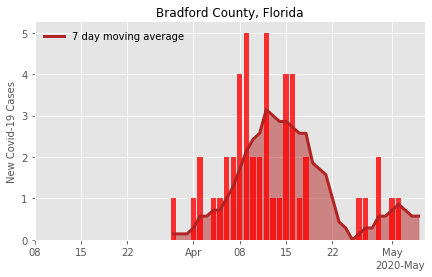 Bradford County, Florida
7 day moving average
New Covid-19 Cases
5
4
3
2
1
0
08 15 22 Apr 08 15 22 May
2020-May